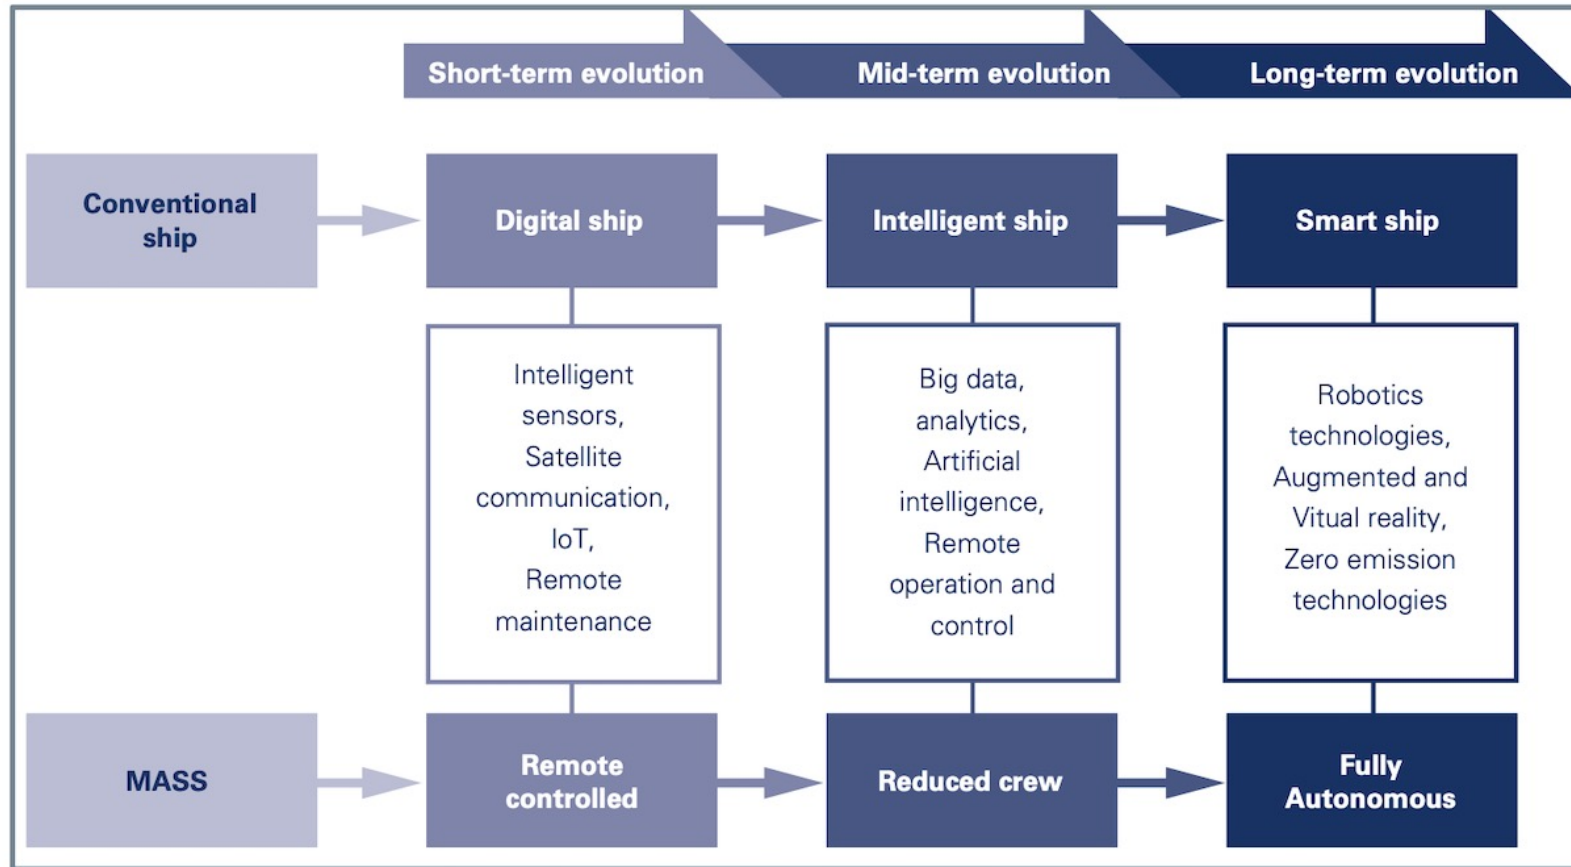 Short-term evolution
Mid-term evolution
Long-term evolution
Conventional
ship
Digital ship
Intelligent ship
Smart ship
Intelligent
sensors,
Satellite
communication,
IoT,
Remote
maintenance
Big data,
analytics,
Artificial
intelligence,
Remote
operation and
control
Robotics
technologies,
Augmented and
Vitual reality,
Zero emission
technologies
MASS
Remote
controlled
Reduced crew
Fully
Autonomous